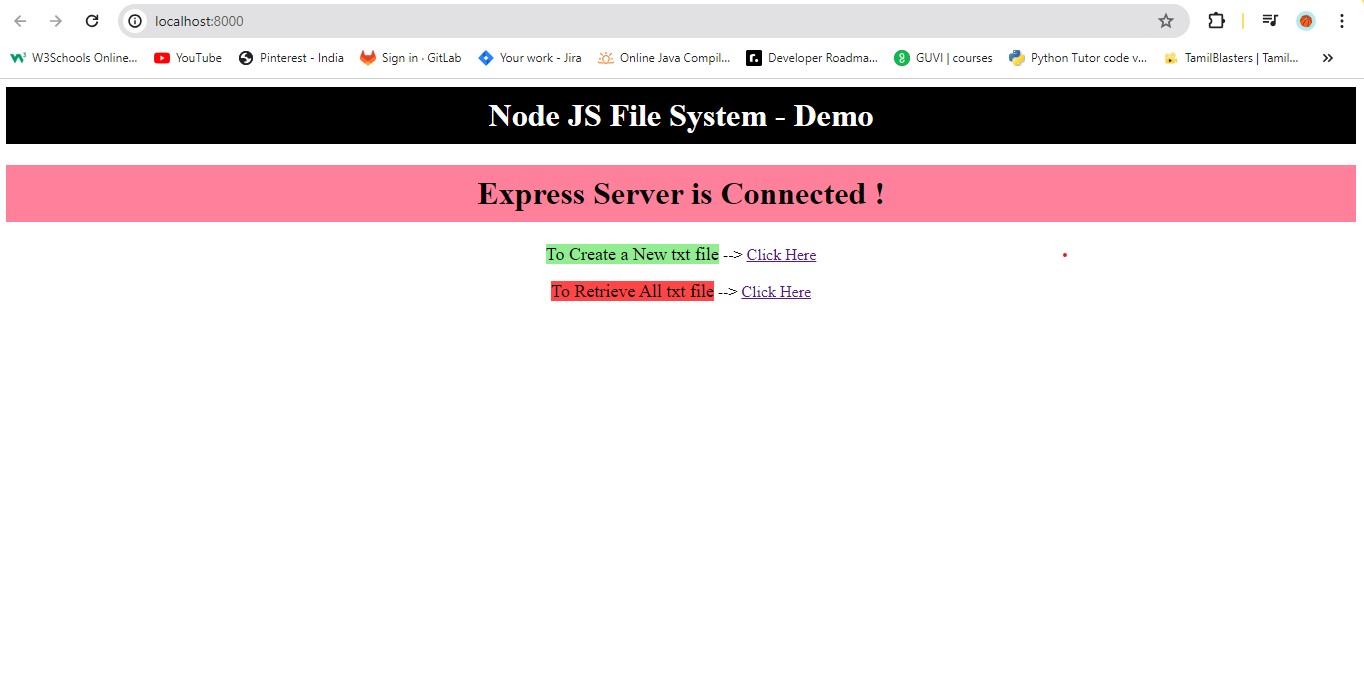 localhost:8000
W3Schools Online... YouTube Pinterest - India Sign in · GitLab Your work - Jira Online Java Compil... Developer Roadma... GUVI | courses Python Tutor code v... TamilBlasters | Tamil...
Node JS File System - Demo
Express Server is Connected !
To Create a New txt file --> Click Here
To Retrieve All txt file --> Click Here